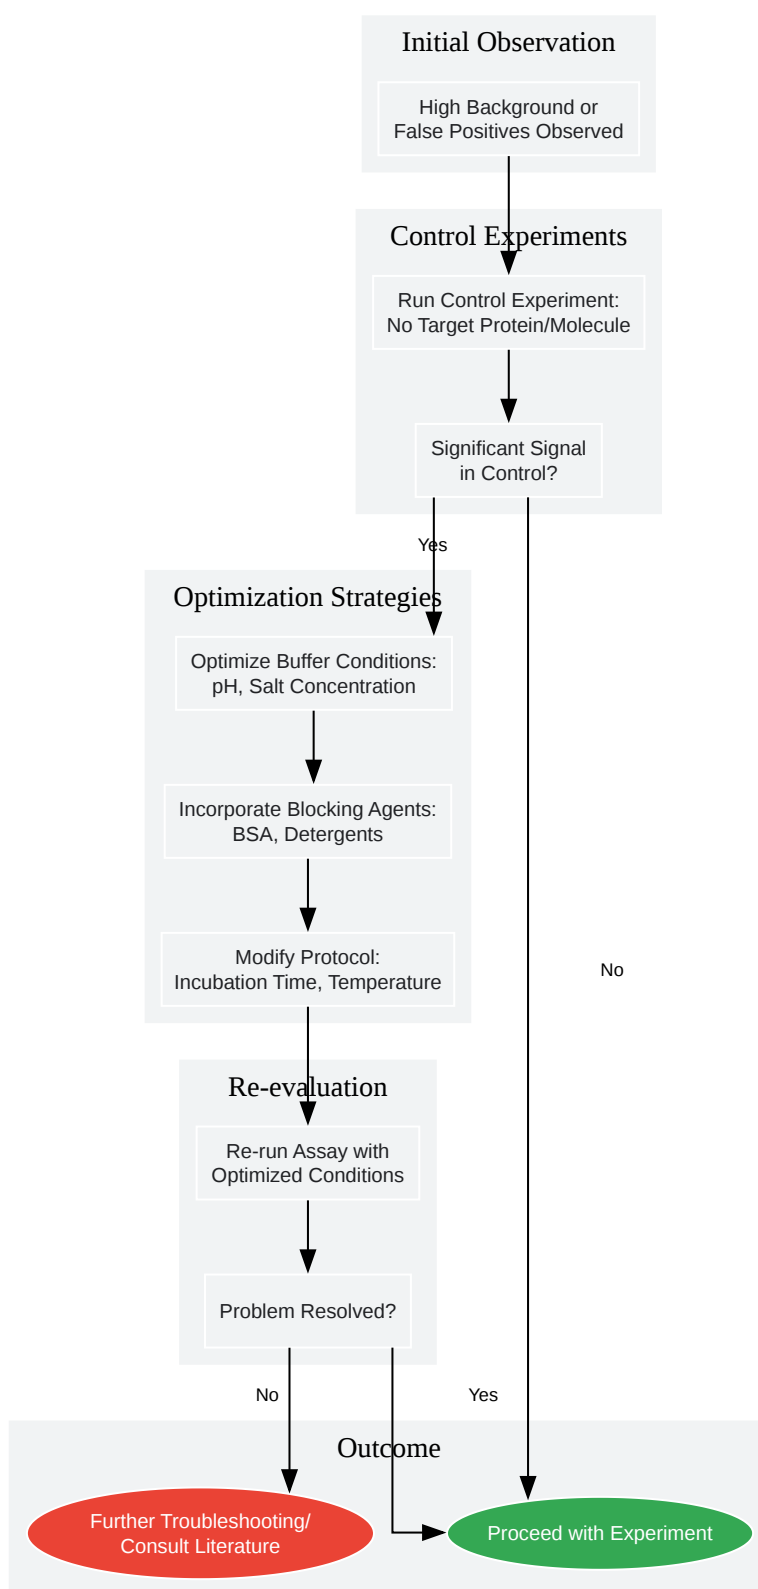 Initial Observation
High Background or
False Positives Observed
Control Experiments
Run Control Experiment:
No Target Protein/Molecule
Significant Signal
in Control?
Yes
Optimization Strategies
Optimize Buffer Conditions:
pH, Salt Concentration
Incorporate Blocking Agents:
BSA, Detergents
Modify Protocol:
Incubation Time, Temperature
No
Re-evaluation
Re-run Assay with
Optimized Conditions
Problem Resolved?
No
Yes
Outcome
Further Troubleshooting/
Consult Literature
Proceed with Experiment